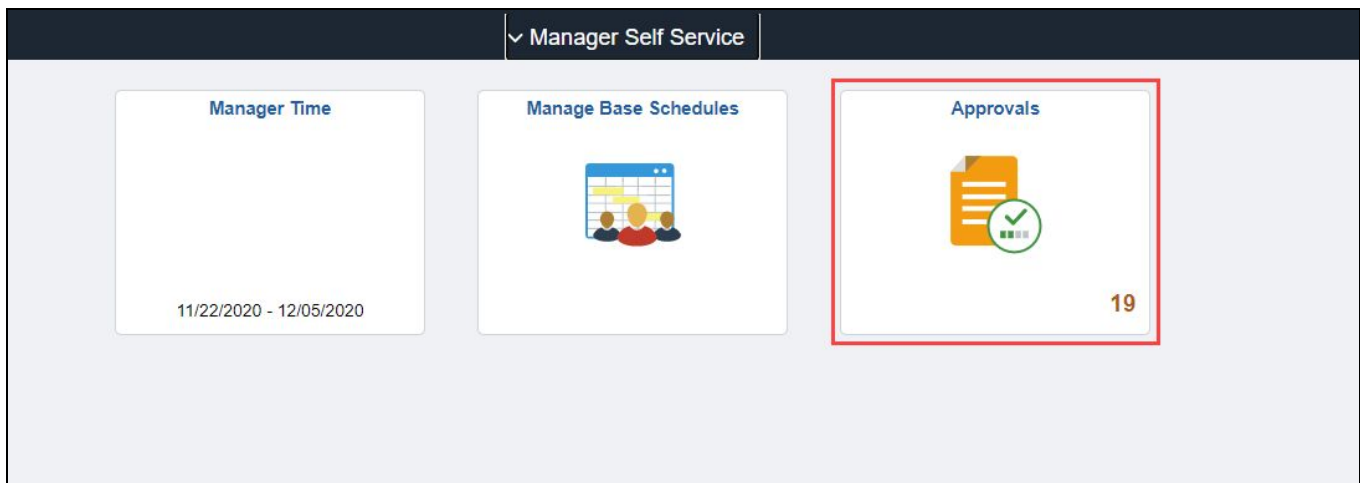 Manager Self Service
Manager Time
Manage Base Schedules
Approvals
11/22/2020 - 12/05/2020
19